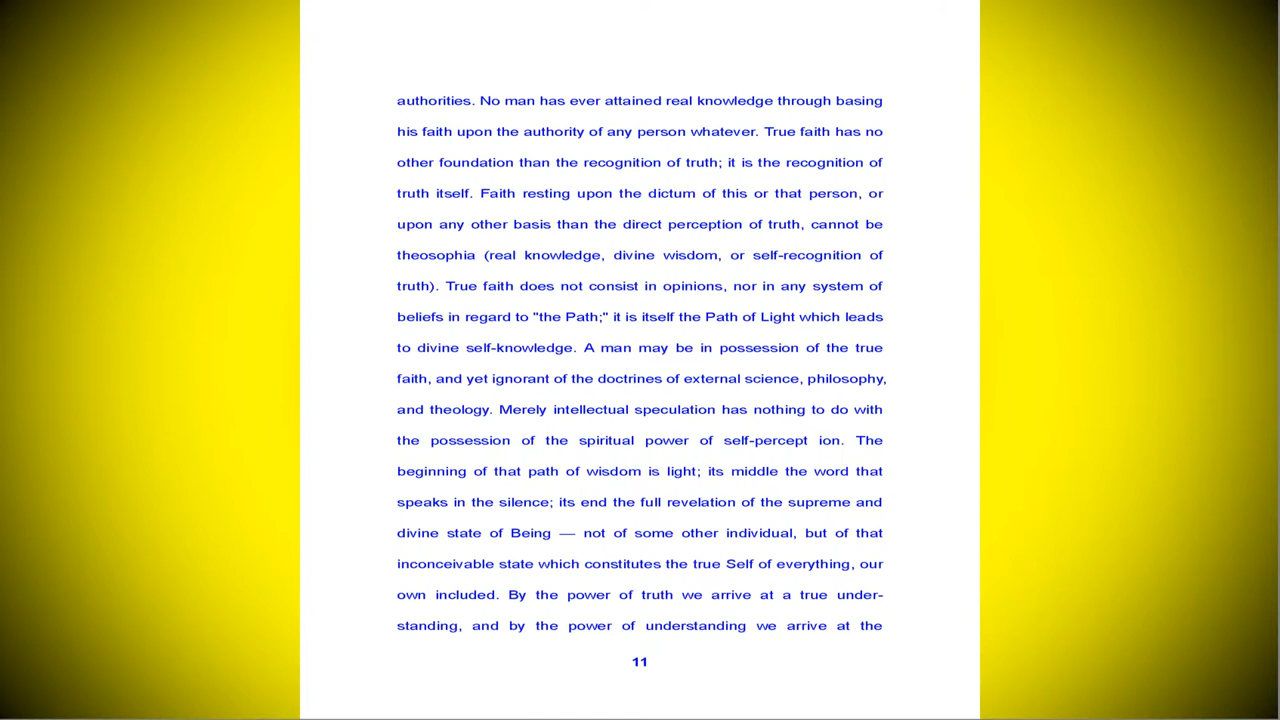 authorities. No man has ever attained real knowledge through basing
his faith upon the authority of any person whatever. True faith has no
other foundation than the recognition of truth; it is the recognition of
truth itself. Faith resting upon the dictum of this or that person, or
upon any other basis than the direct perception of truth, cannot be
theosophia (real knowledge, divine wisdom, or self-recognition of
truth). True faith does not consist in opinions, nor in any system of
beliefs in regard to "the Path;" it is itself the Path of Light which leads
to divine self-knowledge. A man may be in possession of the true
faith, and yet ignorant of the doctrines of external science, philosophy,
and theology. Merely intellectual speculation has nothing to do with
the possession of the spiritual power of self-percept ion. The
beginning of that path of wisdom is light; its middle the word that
speaks in the silence; its end the full revelation of the supreme and
divine state of Being — not of some other individual, but of that
inconceivable state which constitutes the true Self of everything, our
own included. By the power of truth we arrive at a true under-
standing, and by the power of understanding we arrive at the
11